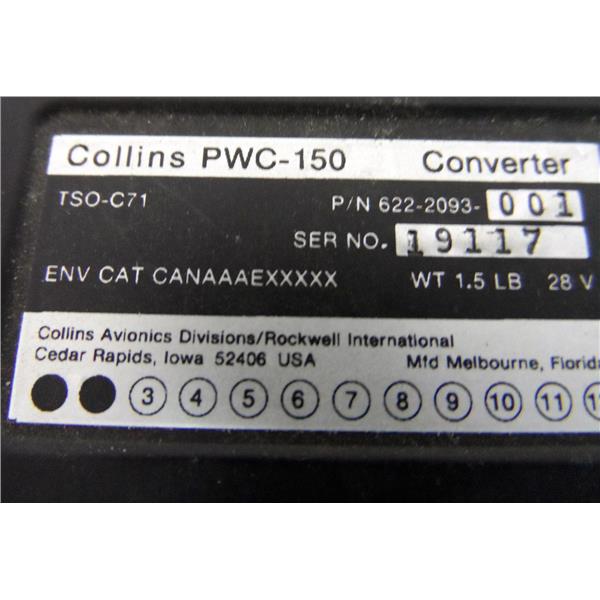 Collins PWC-150 Converter
TSO-C71 P/N 622-2093-001
SER NO. 19117
ENV CAT CANAAAEXXXXX WT 1.5 LB 28 V
Collins Avionics Divisions/Rockwell International
Cedar Rapids, Iowa 52406 USA Mfd Melbourne, Florida
3 4 5 6 7 8 9 10 11